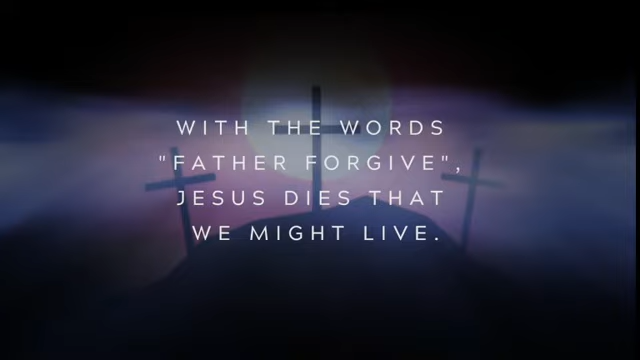 WITH THE WORDS
"FATHER FORGIVE",
JESUS DIES THAT
WE MIGHT LIVE.